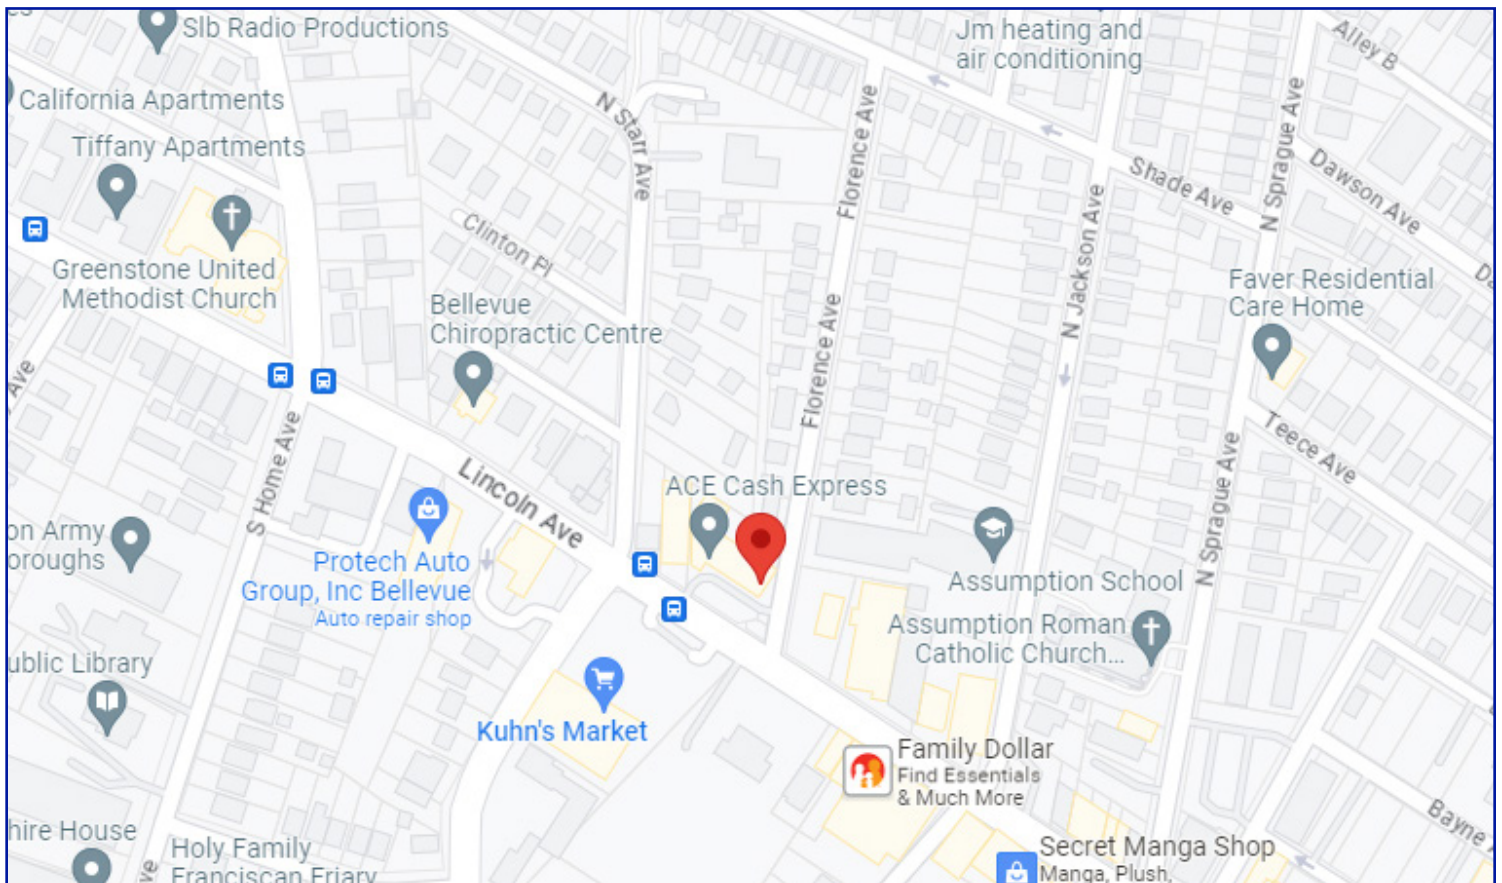 Slb Radio Productions
Jm heating and
air conditioning
Alley B
California Apartments
N Starr Ave
Florence Ave
N Sprague Ave
Tiffany Apartments
Shade Ave
Dawson Ave
Clinton Pl
N Jackson Ave
Greenstone United
Methodist Church
Faver Residential
Care Home
Bellevue
Chiropractic Centre
Florence Ave
Ave
S Home Ave
Lincoln Ave
Teece Ave
ACE Cash Express
N Sprague Ave
Army
Protech Auto
Group, Inc Bellevue
Auto repair shop
Assumption School
Assumption Roman
Catholic Church...
Library
Kuhn's Market
Family Dollar
Find Essentials
& Much More
Bayne
House
Holy Family
Franciscan Friary
Secret Manga Shop
Manga, Plush,